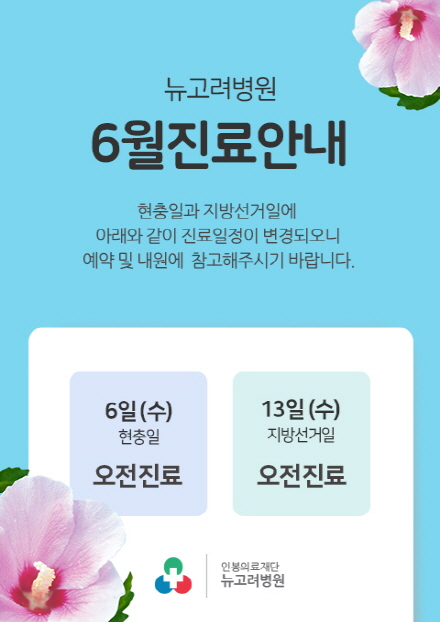 뉴고려병원
6월진료안내
현충일과 지방선거일에
아래와 같이 진료일정이 변경되오니
예약 및 내원에 참고해주시기 바랍니다.
6일 (수)
현충일
오전진료
13일 (수)
지방선거일
오전진료
인봉의료재단
뉴고려병원